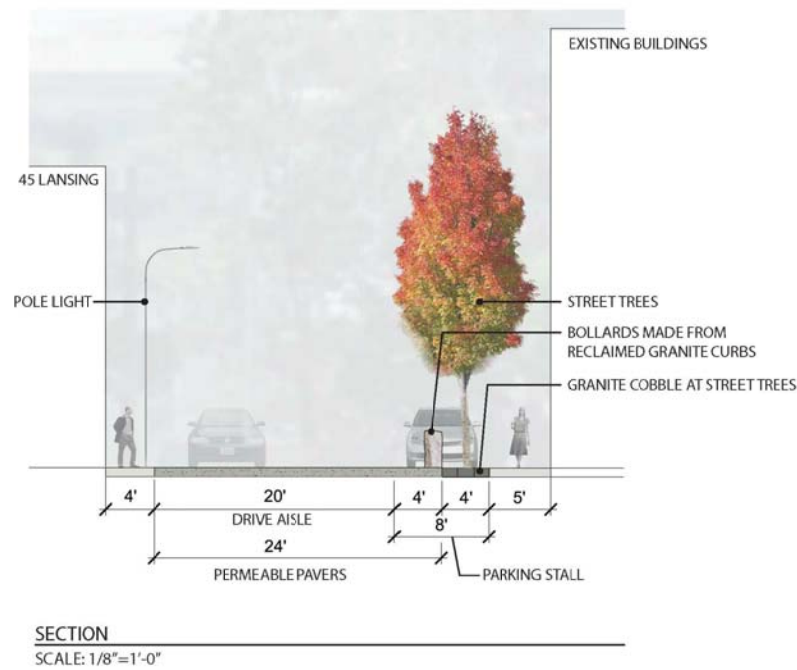 EXISTING BUILDINGS
45 LANSING
POLE LIGHT
STREET TREES
BOLLARDS MADE FROM
RECLAIMED GRANITE CURBS
GRANITE COBBLE AT STREET TREES
4' 20' 4' 4' 5'
DRIVE AISLE 8'
24'
PERMEABLE PAVERS PARKING STALL
SECTION
SCALE: 1/8"=1'-0"